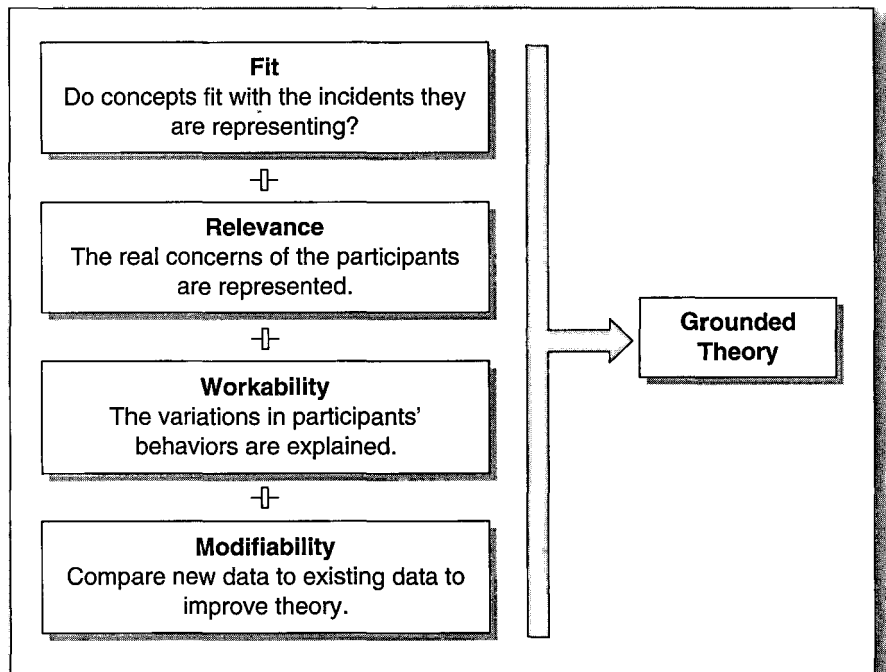 Fit
Do concepts fit with the incidents they
are representing?
Relevance
The real concerns of the participants
are represented.
Workability
The variations in participants'
behaviors are explained.
Modifiability
Compare new data to existing data to
improve theory.
Grounded
Theory